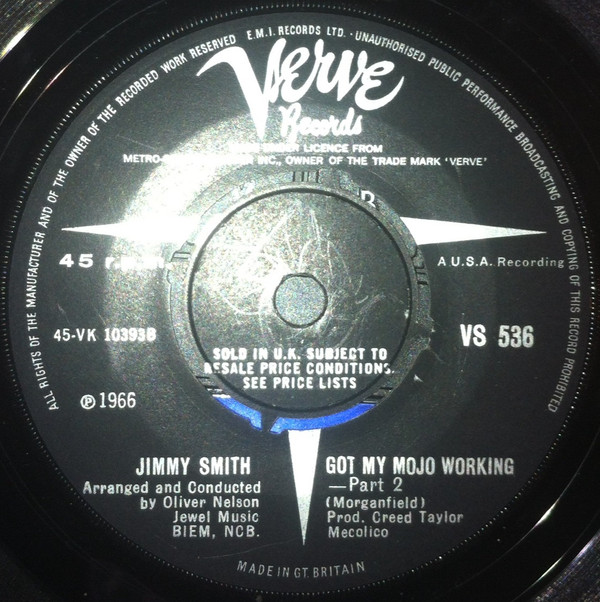 ALL RIGHTS OF THE MANUFACTURER AND OF THE OWNER OF THE RECORDED WORK RESERVED E.M.I. RECORDS LTD. · UNAUTHORISED PUBLIC PERFORMANCE BROADCASTING AND COPYING OF THIS RECORD PROHIBITED
Verve
Records
UNDER LICENCE FROM
INC., OWNER OF THE TRADE MARK 'VERVE'
THE
45
A U.S.A. Recording
45-VK 10393B
VS 536
SOLD IN U.K. SUBJECT TO
RESALE PRICE CONDITIONS.
SEE PRICE LISTS
℗ 1966
JIMMY SMITH
Arranged and Conducted
by Oliver Nelson
Jewel Music
BIEM, NCB.
GOT MY MOJO WORKING
—Part 2
(Morganfield)
Prod. Creed Taylor
Mecolico
MADE IN GT. BRITAIN